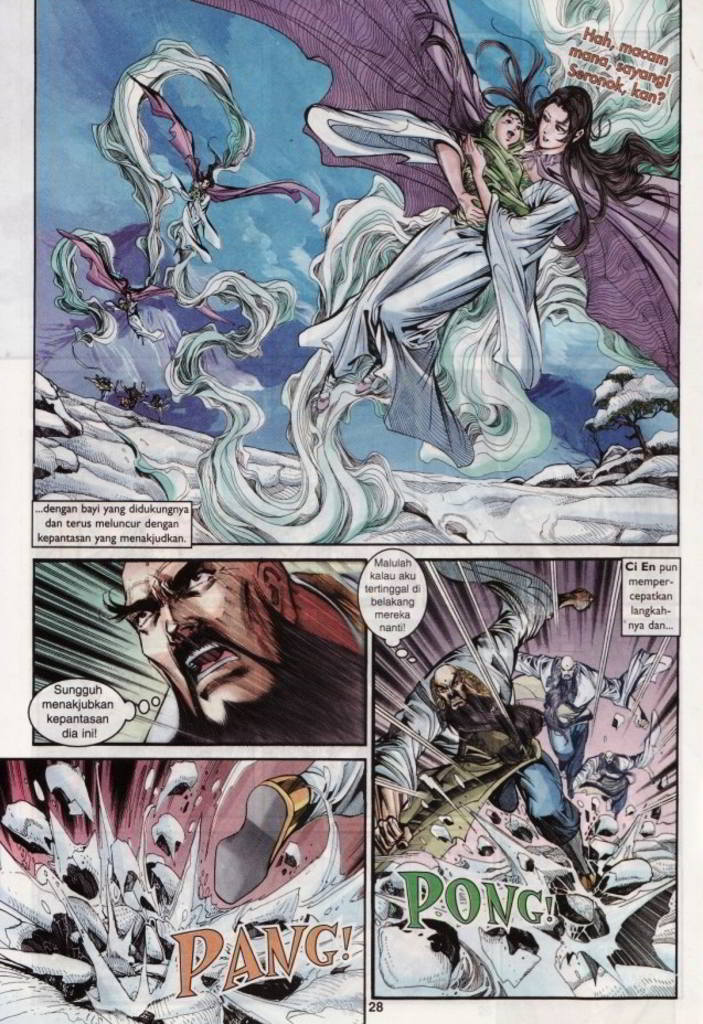 Hah, macam
mana, sayang!
Seronok, kan?
...dengan bayi yang didukungnya
dan terus meluncur dengan
kepantasan yang menakjudkan.
Sungguh
menakjubkan
kepantasan
dia ini!
Malulah
kalau aku
tertinggal di
belakang
mereka
nanti!
Ci En pun
memper-
cepatkan
langkah-
nya dan...
PANG!
PONG!
28